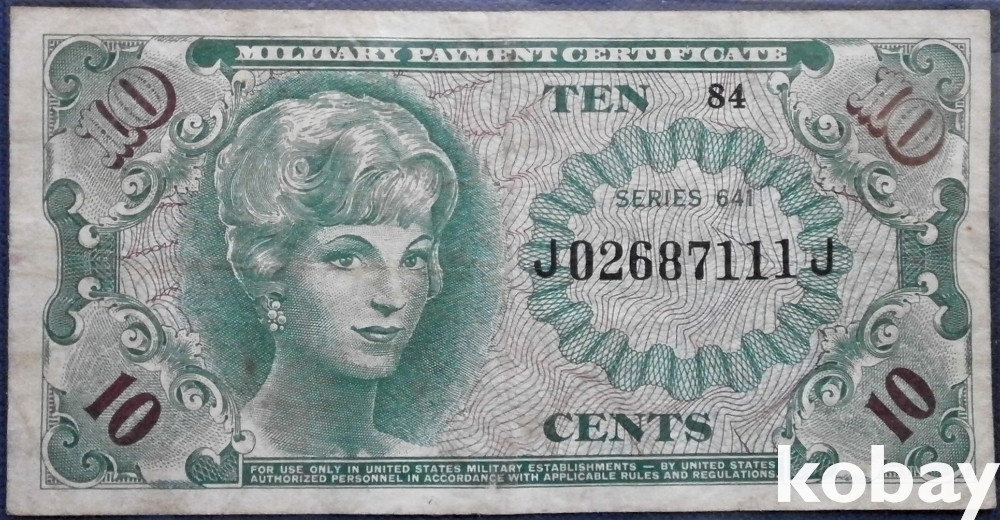 MILITARY PAYMENT CERTIFICATE
10
TEN 84
10
SERIES 641
J02687111J
10
CENTS
10
FOR USE ONLY IN UNITED STATES MILITARY ESTABLISHMENTS — BY UNITED STATES
AUTHORIZED PERSONNEL IN ACCORDANCE WITH APPLICABLE RULES AND REGULATIONS
kobay